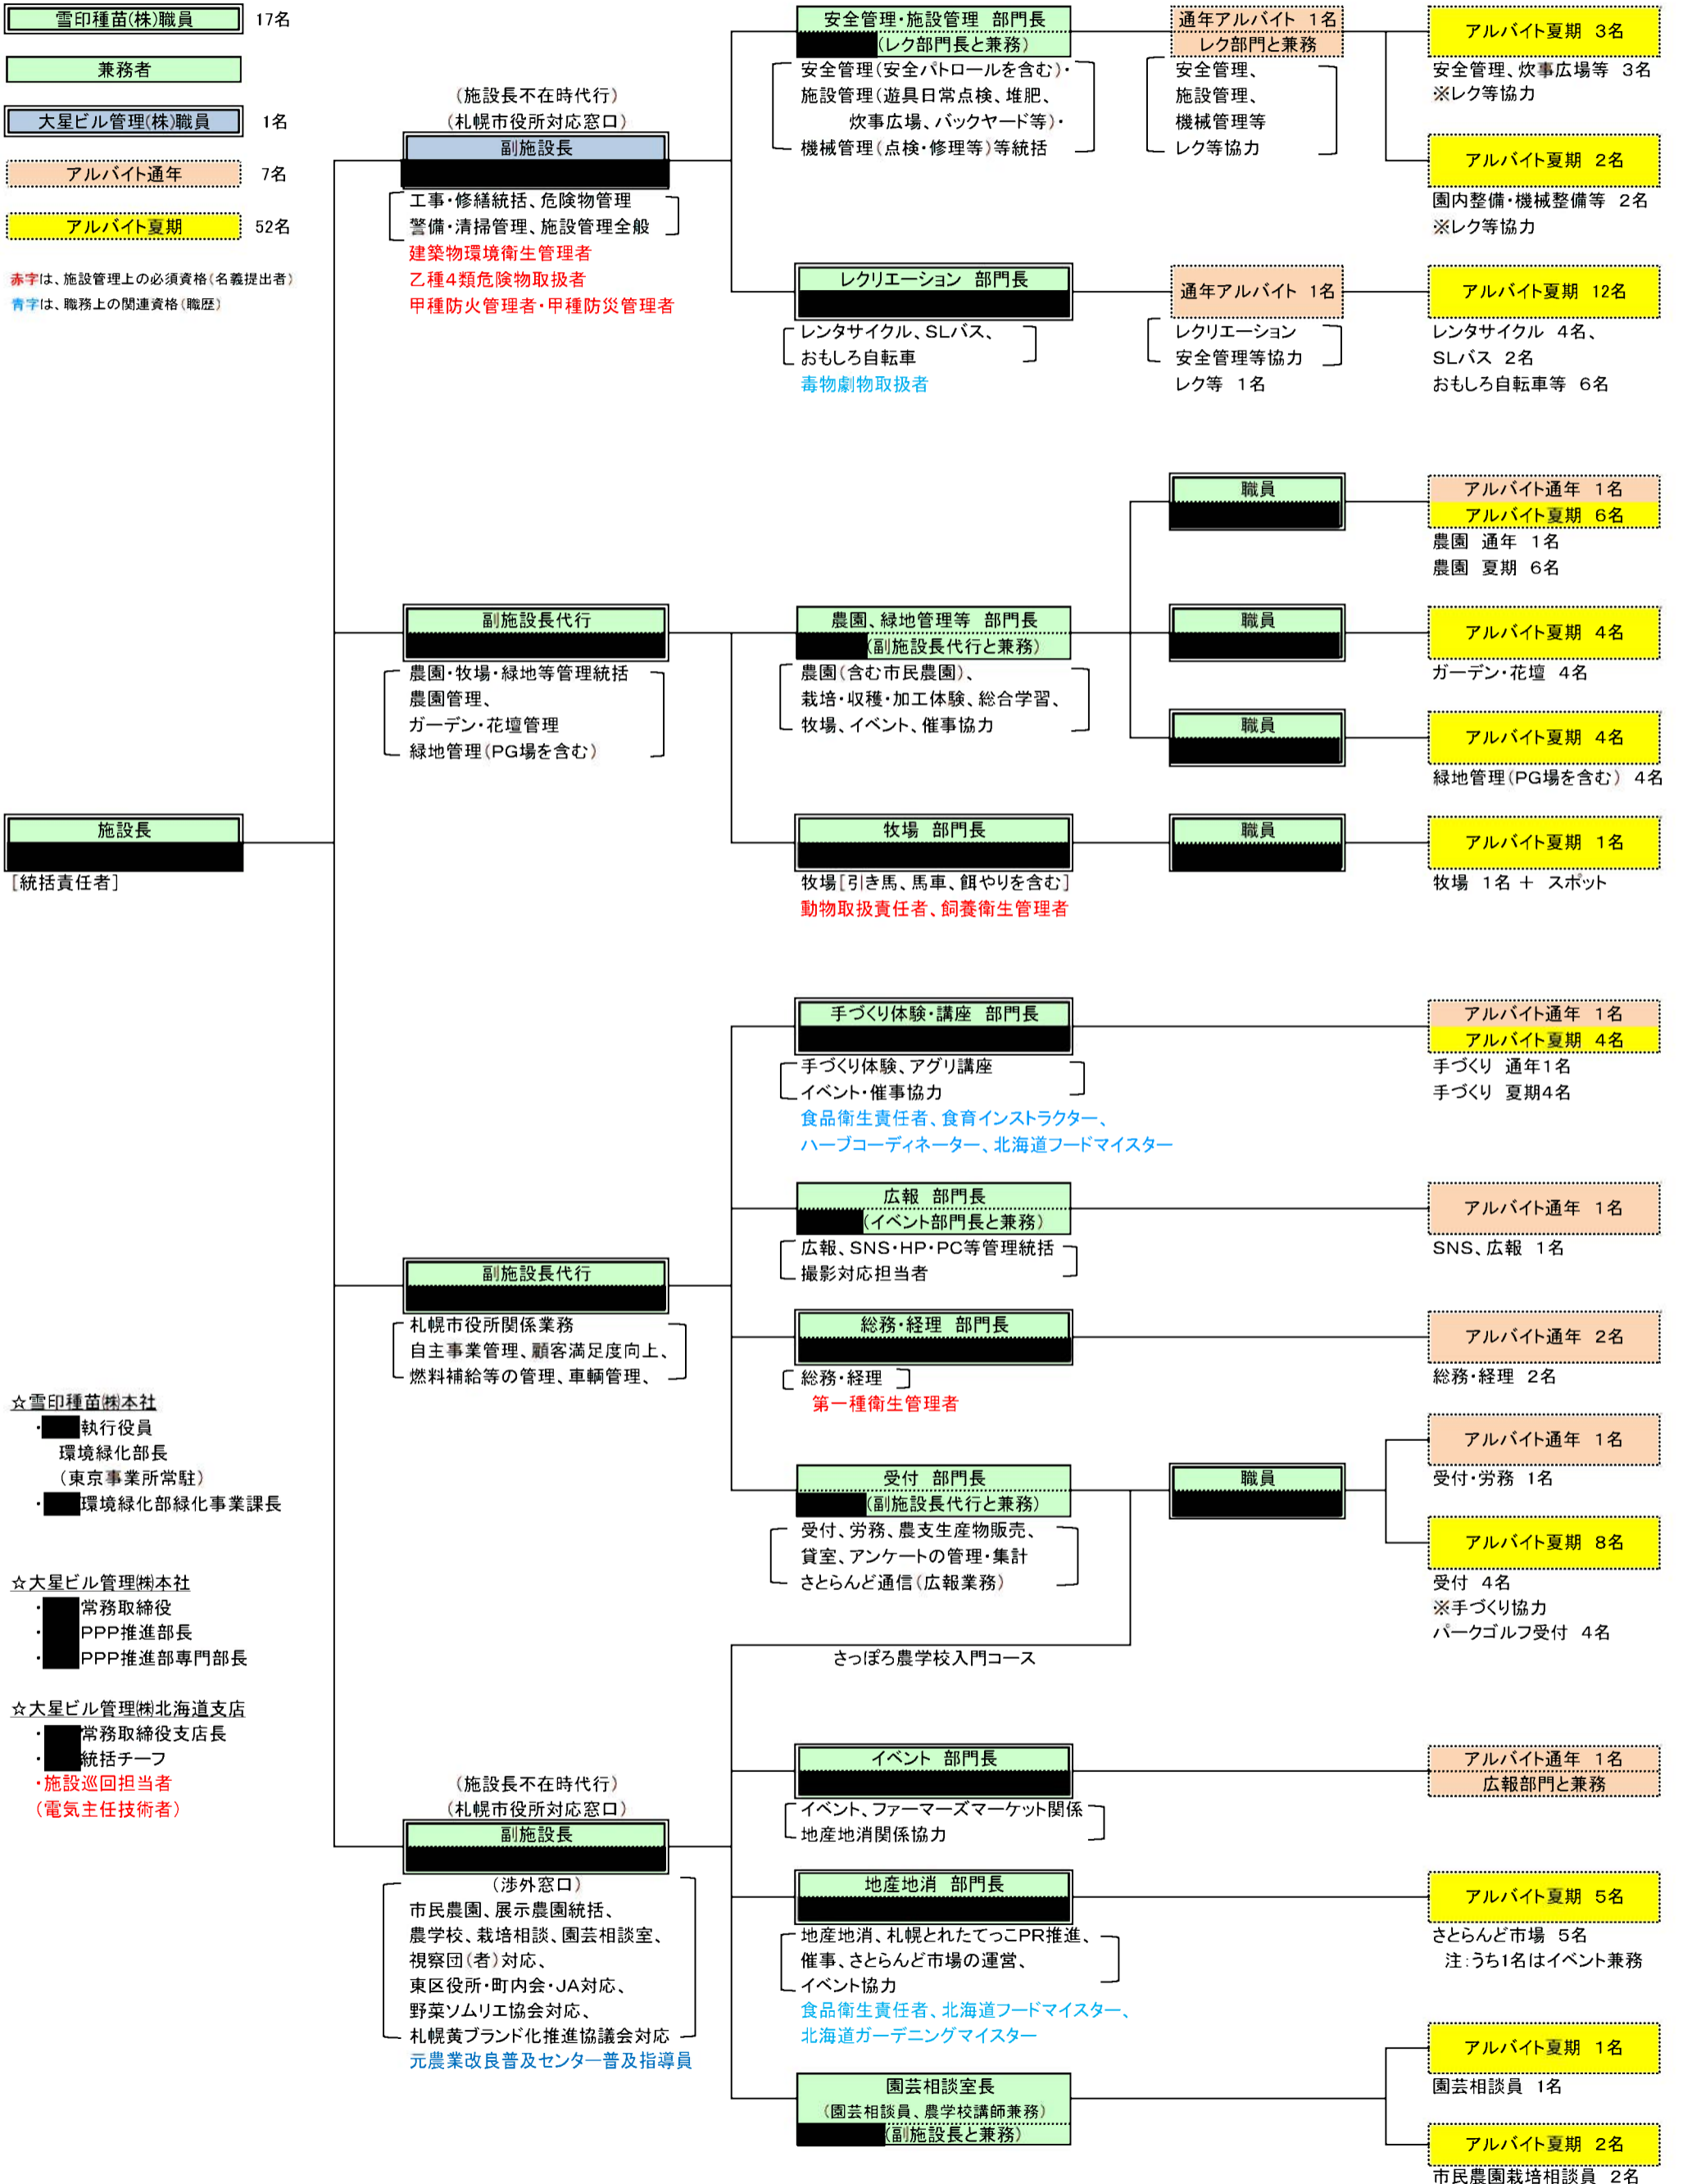 雪印種苗(株)職員 17名
兼務者
大星ビル管理(株)職員 1名
アルバイト通年 7名
アルバイト夏期 52名
赤字は、施設管理上の必須資格(名義提出者)
青字は、職務上の関連資格(職歴)
施設長
[統括責任者]
☆雪印種苗㈱本社
・執行役員
環境緑化部長
(東京事業所常駐)
・環境緑化部緑化事業課長
☆大星ビル管理㈱本社
・常務取締役
・PPP推進部長
・PPP推進部専門部長
☆大星ビル管理㈱北海道支店
・常務取締役支店長
・統括チーフ
・施設巡回担当者
(電気主任技術者)
(施設長不在時代行)
(札幌市役所対応窓口)
副施設長
工事・修繕統括、危険物管理
警備・清掃管理、施設管理全般
建築物環境衛生管理者
乙種4類危険物取扱者
甲種防火管理者・甲種防災管理者
安全管理・施設管理 部門長
(レク部門長と兼務)
安全管理(安全パトロールを含む)・
施設管理(遊具日常点検、堆肥、
炊事広場、バックヤード等)・
機械管理(点検・修理等)等統括
通年アルバイト 1名
レク部門と兼務
安全管理、
施設管理、
機械管理等
レク等協力
アルバイト夏期 3名
安全管理、炊事広場等 3名
※レク等協力
アルバイト夏期 2名
園内整備・機械整備等 2名
※レク等協力
レクリエーション 部門長
レンタサイクル、SLバス、
おもしろ自転車
毒物劇物取扱者
通年アルバイト 1名
レクリエーション
安全管理等協力
レク等 1名
アルバイト夏期 12名
レンタサイクル 4名、
SLバス 2名
おもしろ自転車等 6名
副施設長代行
農園・牧場・緑地等管理統括
農園管理、
ガーデン・花壇管理
緑地管理(PG場を含む)
農園、緑地管理等 部門長
(副施設長代行と兼務)
農園(含む市民農園)、
栽培・収穫・加工体験、総合学習、
牧場、イベント、催事協力
職員
アルバイト通年 1名
アルバイト夏期 6名
農園 通年 1名
農園 夏期 6名
職員
アルバイト夏期 4名
ガーデン・花壇 4名
職員
アルバイト夏期 4名
緑地管理(PG場を含む) 4名
牧場 部門長
牧場[引き馬、馬車、餌やりを含む]
動物取扱責任者、飼養衛生管理者
職員
アルバイト夏期 1名
牧場 1名 + スポット
副施設長代行
札幌市役所関係業務
自主事業管理、顧客満足度向上、
燃料補給等の管理、車輌管理、
手づくり体験・講座 部門長
手づくり体験、アグリ講座
イベント・催事協力
食品衛生責任者、食育インストラクター、
ハーブコーディネーター、北海道フードマイスター
アルバイト通年 1名
アルバイト夏期 4名
手づくり 通年1名
手づくり 夏期4名
広報 部門長
(イベント部門長と兼務)
広報、SNS・HP・PC等管理統括
撮影対応担当者
アルバイト通年 1名
SNS、広報 1名
総務・経理 部門長
総務・経理
第一種衛生管理者
アルバイト通年 2名
総務・経理 2名
受付 部門長
(副施設長代行と兼務)
受付、労務、農支生産物販売、
貸室、アンケートの管理・集計
さとらんど通信(広報業務)
職員
アルバイト通年 1名
受付・労務 1名
アルバイト夏期 8名
受付 4名
※手づくり協力
パークゴルフ受付 4名
さっぽろ農学校入門コース
(施設長不在時代行)
(札幌市役所対応窓口)
副施設長
(渉外窓口)
市民農園、展示農園統括、
農学校、栽培相談、園芸相談室、
視察団(者)対応、
東区役所・町内会・JA対応、
野菜ソムリエ協会対応、
札幌黄ブランド化推進協議会対応
元農業改良普及センター普及指導員
イベント 部門長
イベント、ファーマーズマーケット関係
地産地消関係協力
アルバイト通年 1名
広報部門と兼務
地産地消 部門長
地産地消、札幌とれたてっこPR推進、
催事、さとらんど市場の運営、
イベント協力
食品衛生責任者、北海道フードマイスター、
北海道ガーデニングマイスター
アルバイト夏期 5名
さとらんど市場 5名
注:うち1名はイベント兼務
園芸相談室長
(園芸相談員、農学校講師兼務)
(副施設長と兼務)
アルバイト夏期 1名
園芸相談員 1名
アルバイト夏期 2名
市民農園栽培相談員 2名